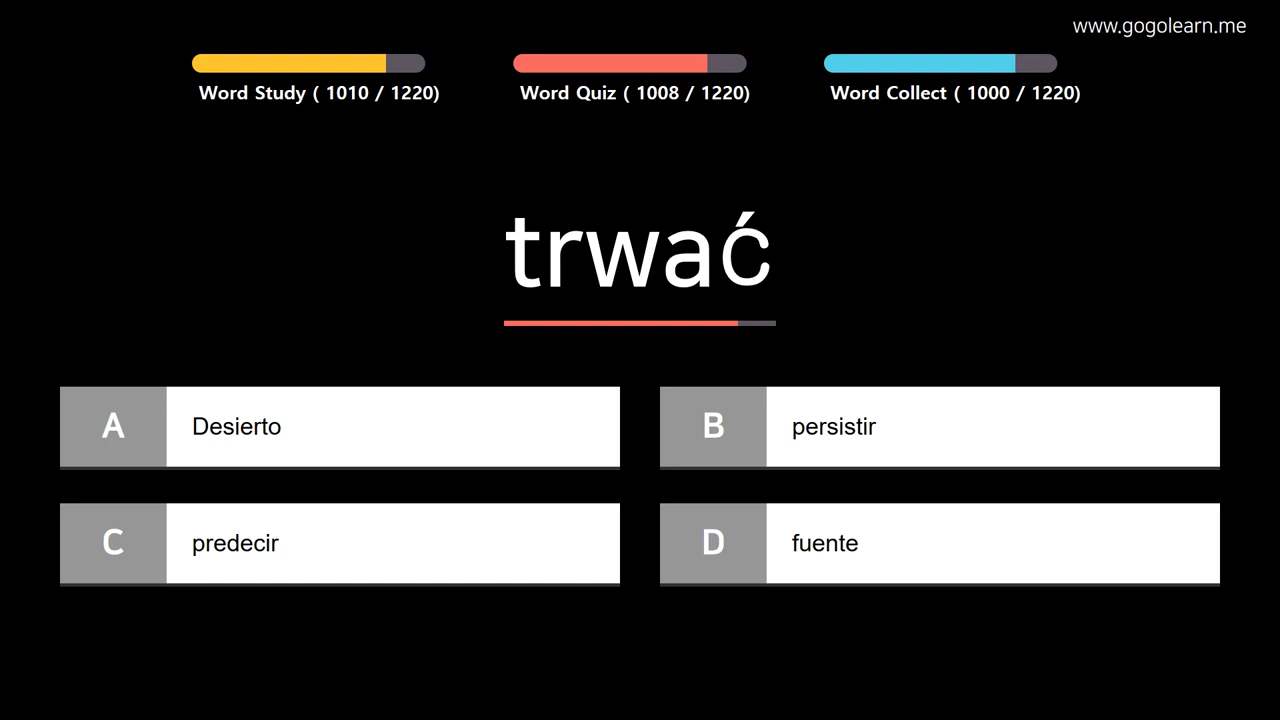 www.gogolearn.me
Word Study ( 1010 / 1220)
Word Quiz ( 1008 / 1220)
Word Collect ( 1000 / 1220)
trwać
A
Desierto
B
persistir
C
predecir
D
fuente